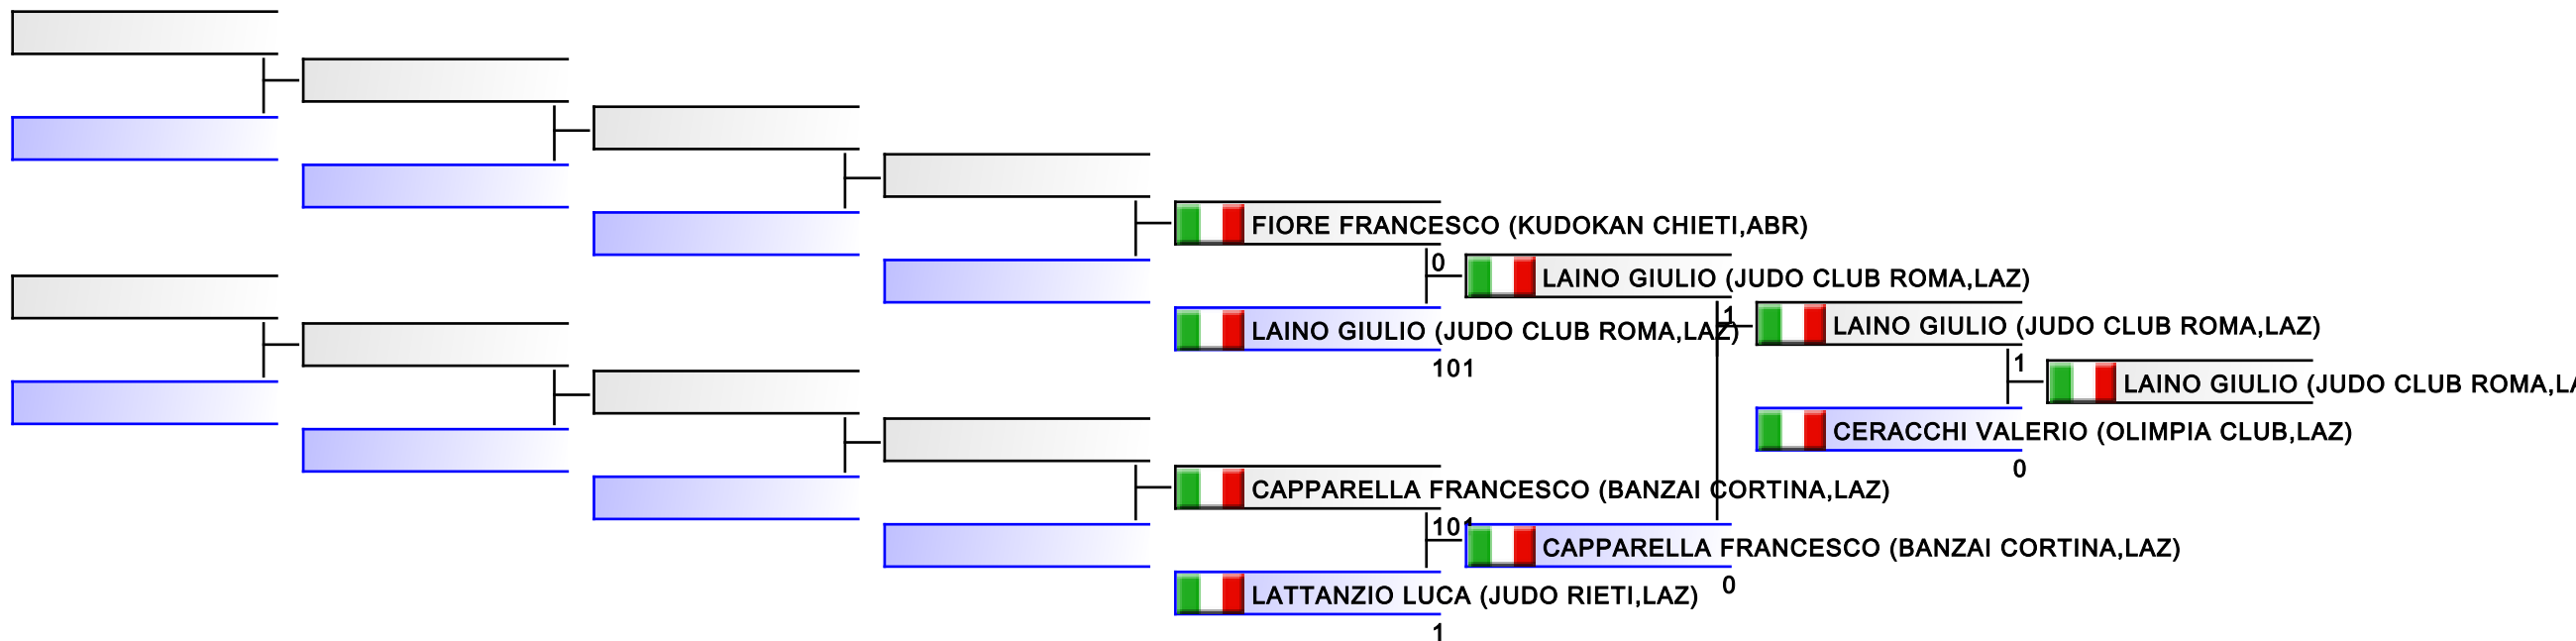 FIORE FRANCESCO (KUDOKAN CHIETI,ABR)
0
LAINO GIULIO (JUDO CLUB ROMA,LAZ)
LAINO GIULIO (JUDO CLUB ROMA,LAZ)
101
1
LAINO GIULIO (JUDO CLUB ROMA,LAZ)
1
LAINO GIULIO (JUDO CLUB ROMA,LA
CERACCHI VALERIO (OLIMPIA CLUB,LAZ)
0
CAPPARELLA FRANCESCO (BANZAI CORTINA,LAZ)
101
CAPPARELLA FRANCESCO (BANZAI CORTINA,LAZ)
0
LATTANZIO LUCA (JUDO RIETI,LAZ)
1